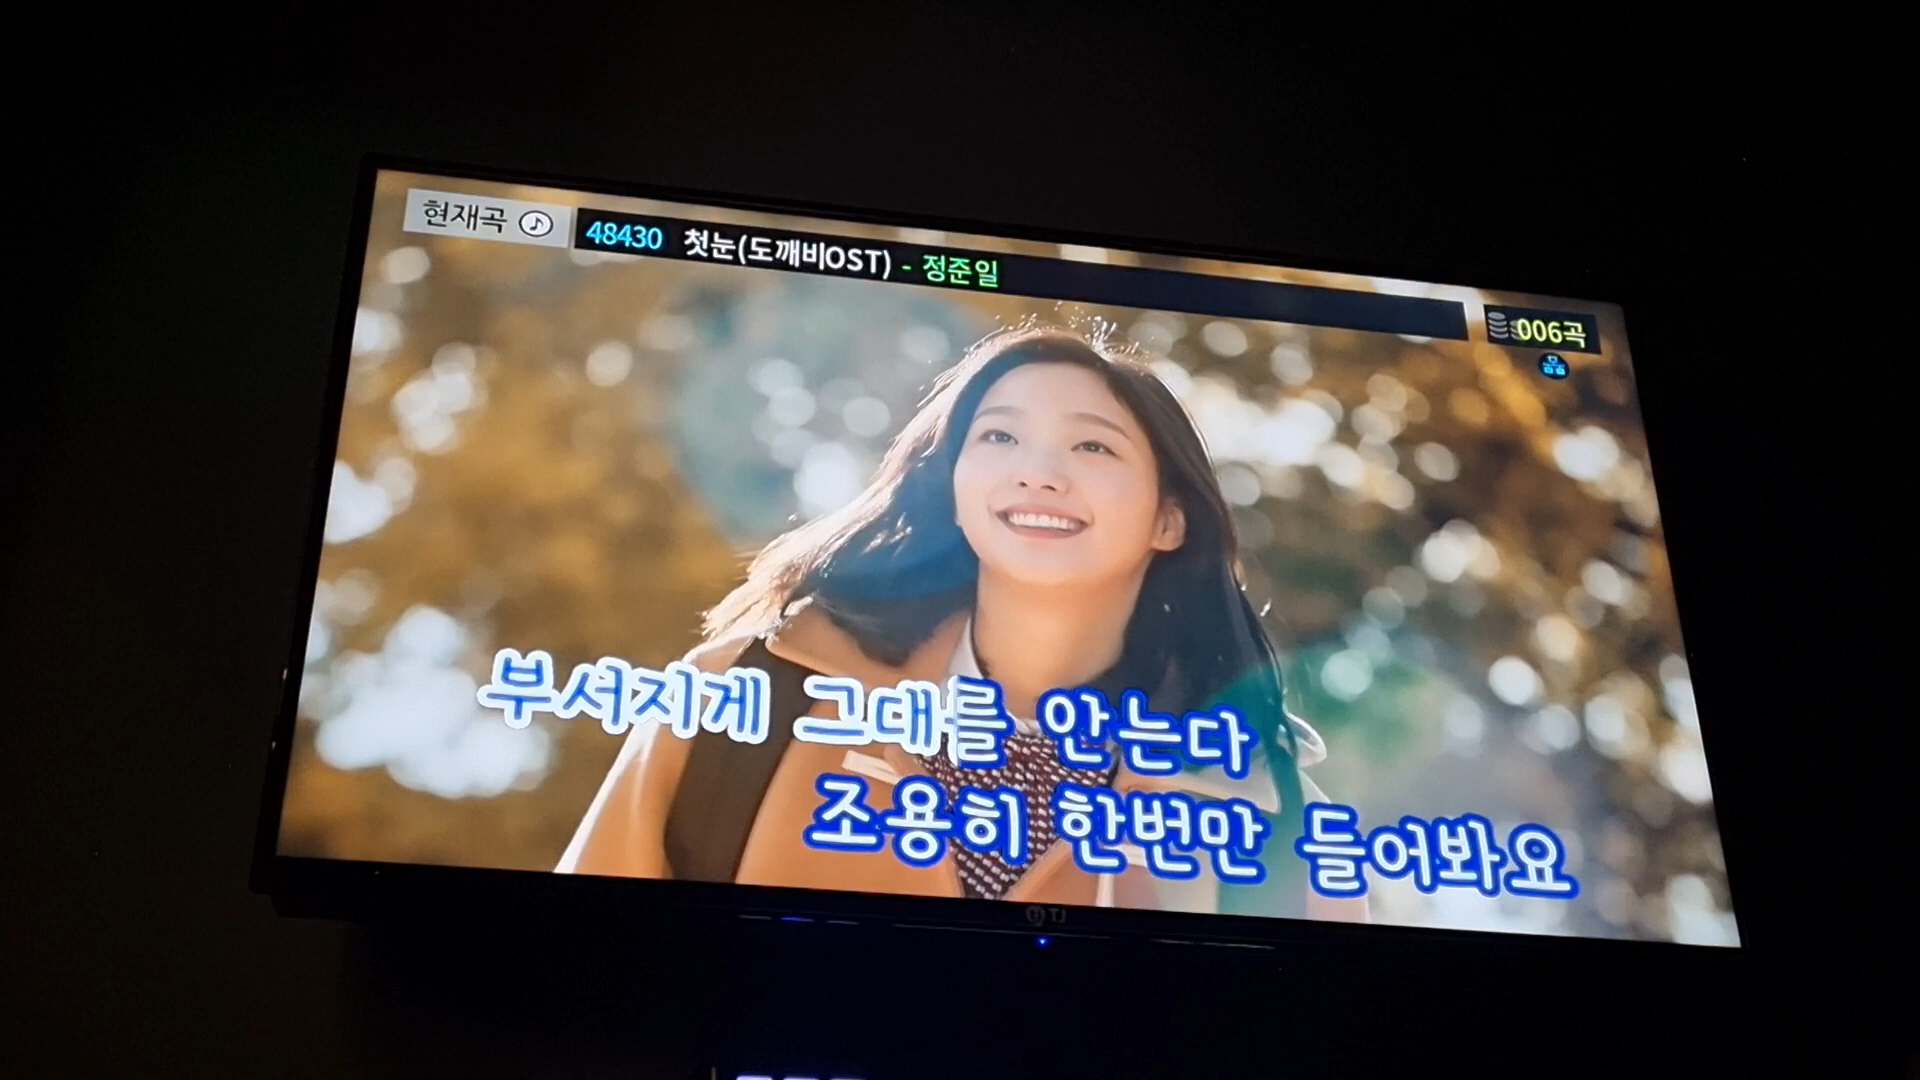 현재곡
48430 첫눈(도깨비OST) - 정준일
006곡
부셔지게 그대를 안는다
조용히 한번만 들어봐요
TJ